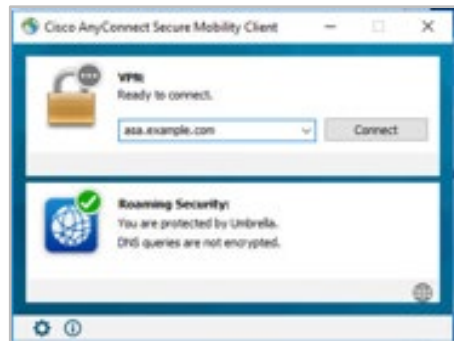 Cisco AnyConnect Secure Mobility Client
VPN:
Ready to connect.
asa.example.com
Connect
Roaming Security:
You are protected by Umbrella.
DNS queries are not encrypted.